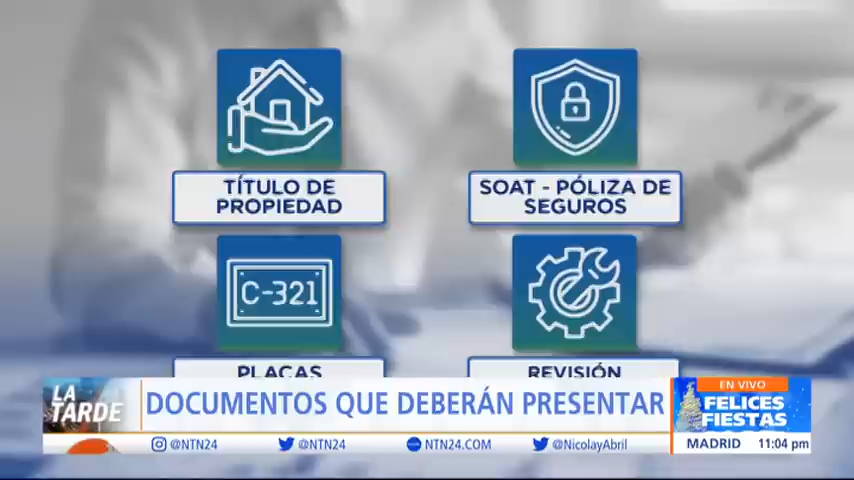 TÍTULO DE
PROPIEDAD
SOAT - PÓLIZA DE
SEGUROS
C-321
PLACAS
REVISIÓN
LA
TARDE
DOCUMENTOS QUE DEBERÁN PRESENTAR
EN VIVO
FELICES
FIESTAS
@NTN24
@NTN24
NTN24.COM
@NicolayAbril
MADRID 11:04 pm